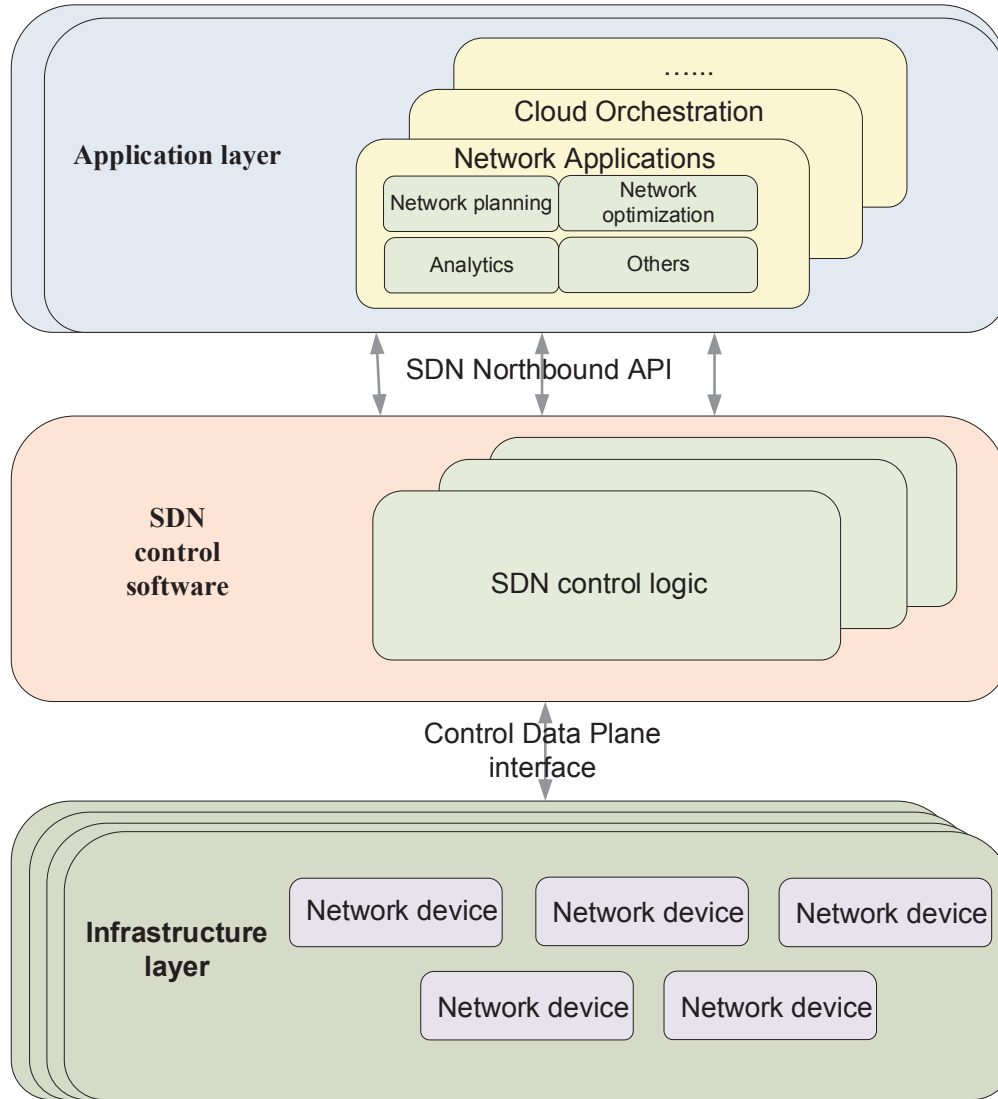 …...
Cloud Orchestration
Application layer
Network Applications
Network planning
Network
optimization
Analytics
Others
SDN Northbound API
SDN
control
software
SDN control logic
Control Data Plane
interface
Network device
Network device
Network device
Infrastructure
layer
Network device
Network device